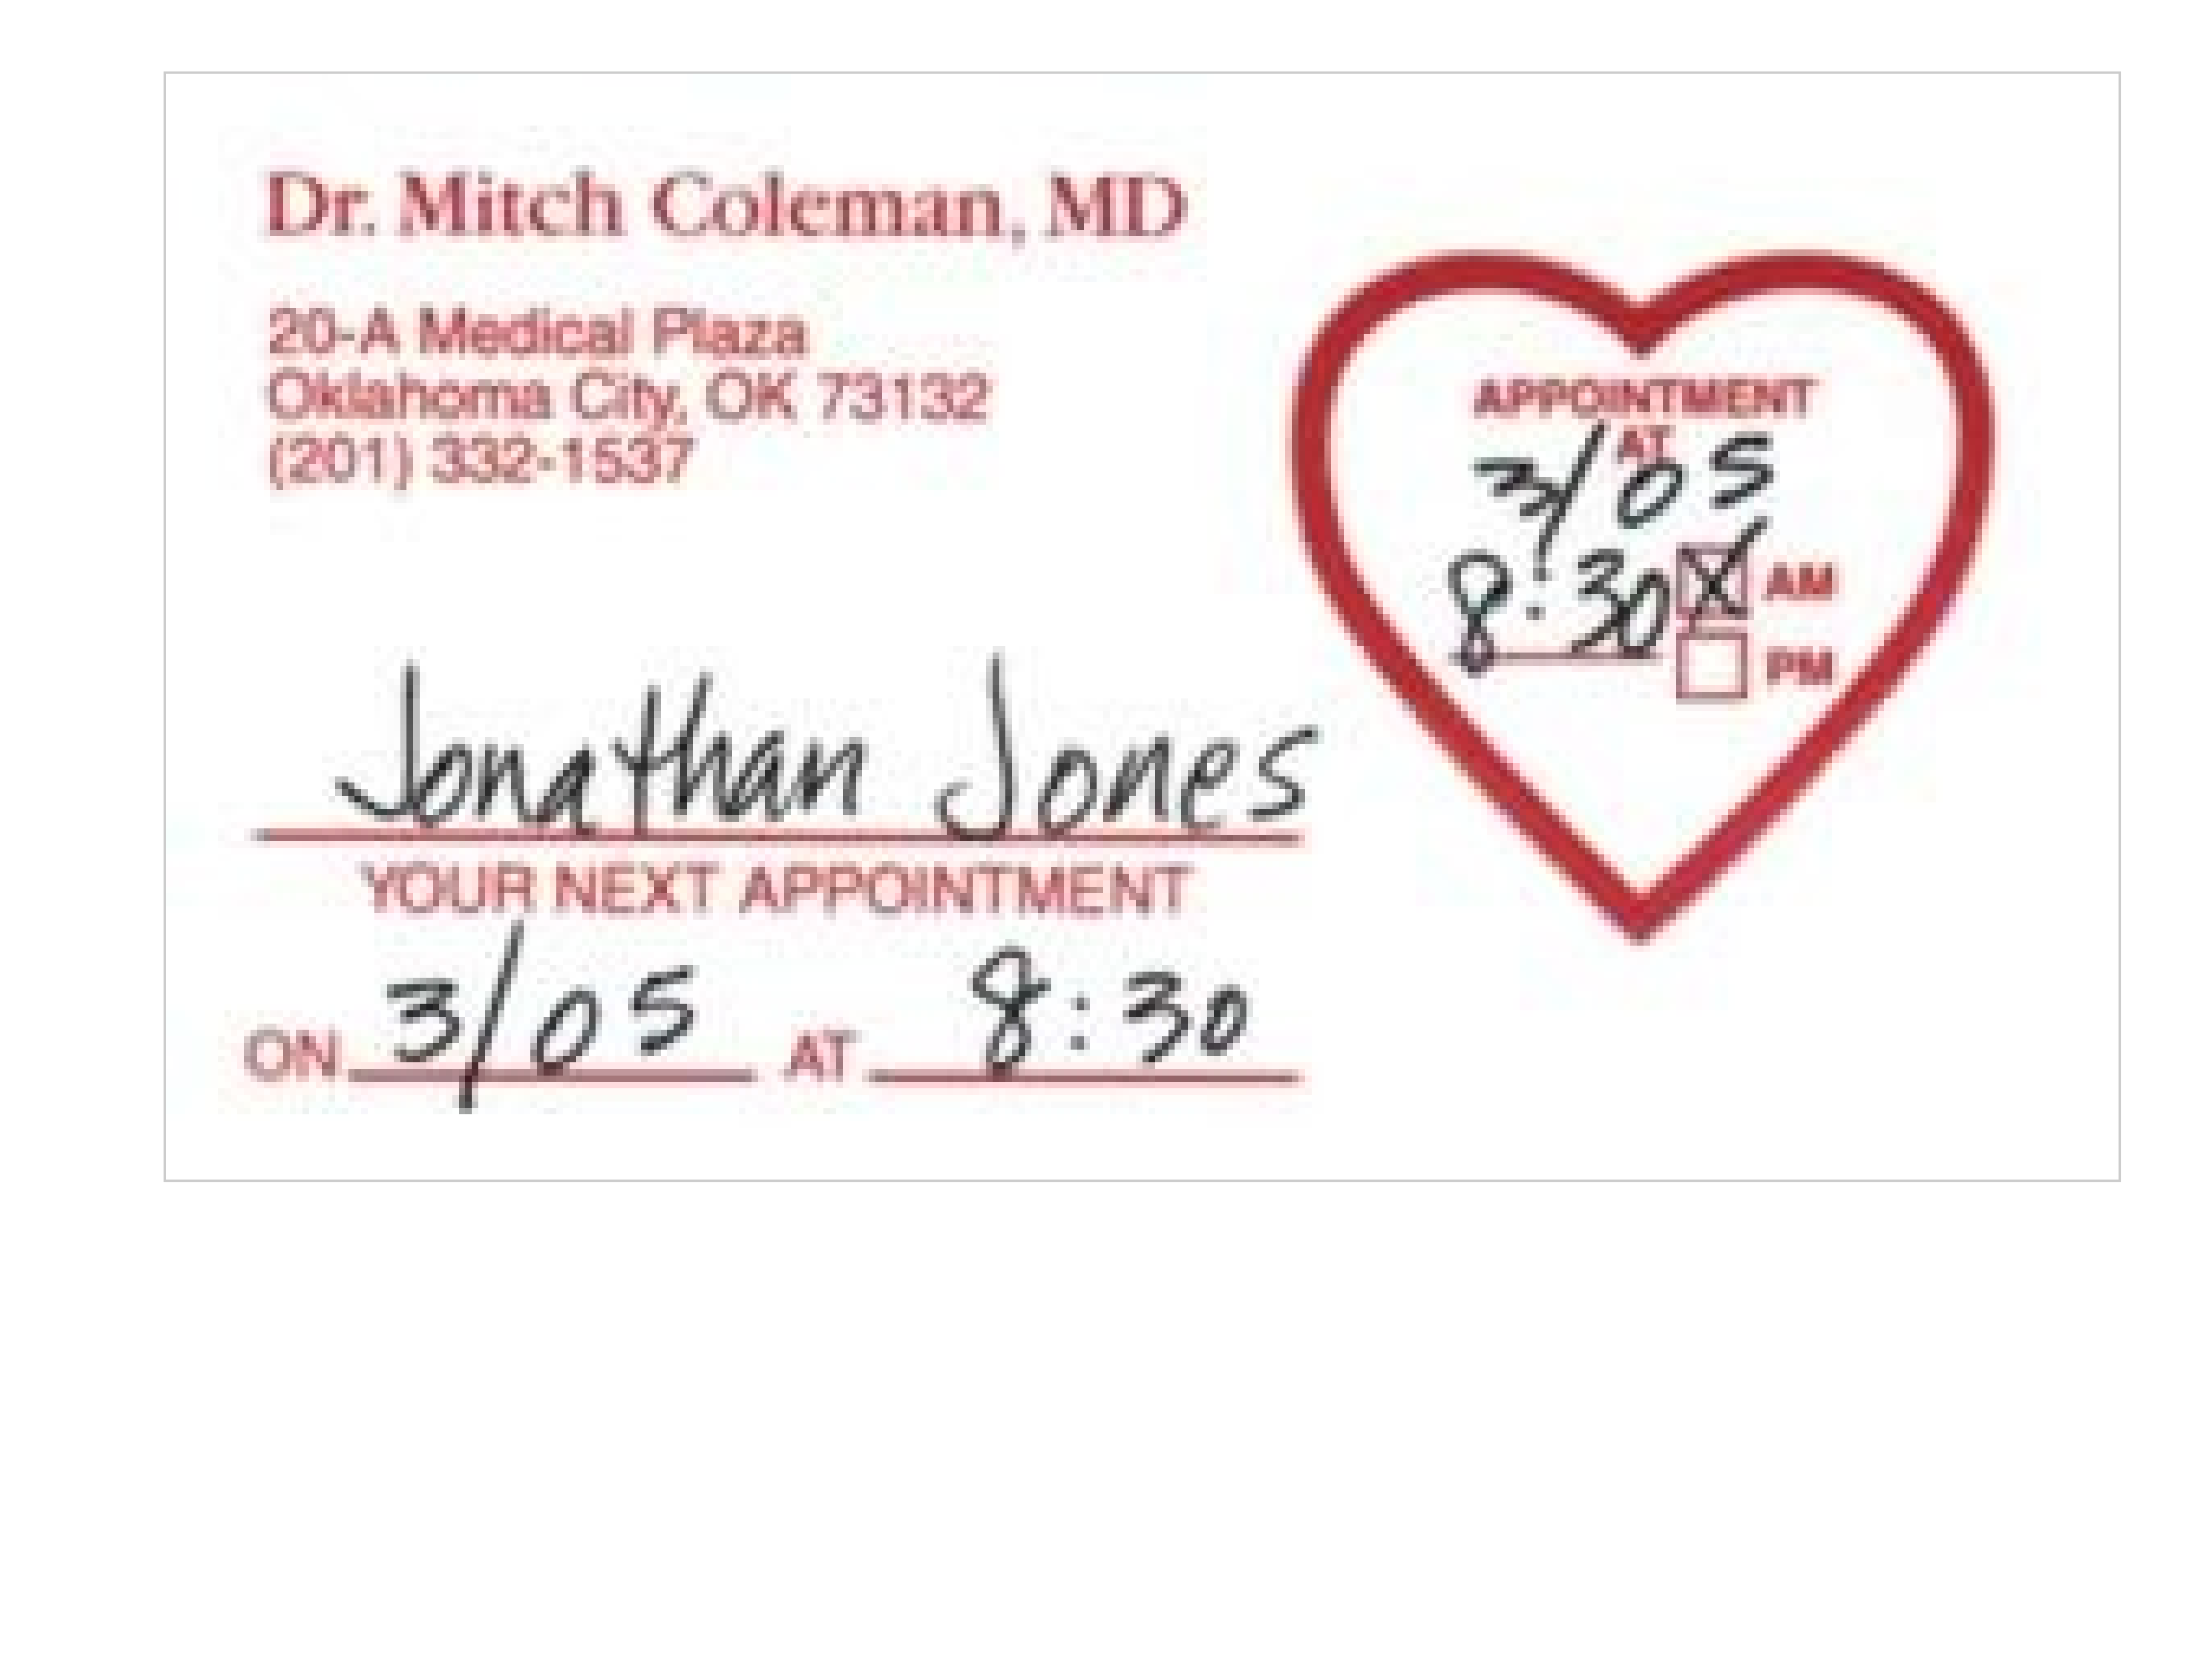 Dr. Mitch Coleman, MD
20-A Medical Plaza
Oklahoma City, OK 73132
(201) 332-1537
Jonathan Jones
YOUR NEXT APPOINTMENT
ON 3/05 AT 8:30
APPOINTMENT
AT
3/05
8:30 AM
PM